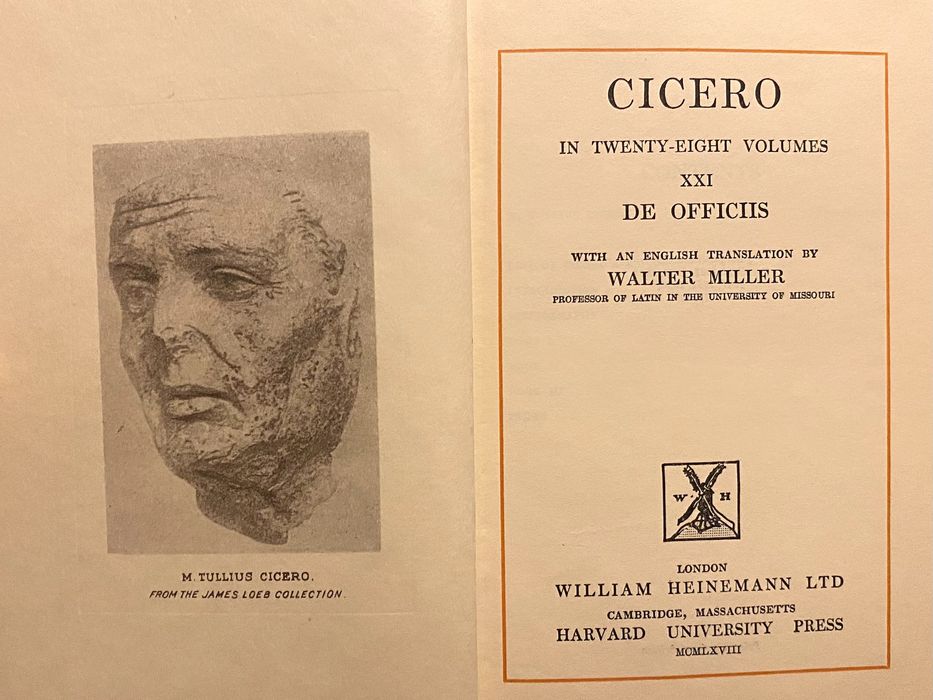 M. TULLIUS CICERO.
FROM THE JAMES LOEB COLLECTION.
CICERO
IN TWENTY-EIGHT VOLUMES
XXI
DE OFFICIIS
WITH AN ENGLISH TRANSLATION BY
WALTER MILLER
PROFESSOR OF LATIN IN THE UNIVERSITY OF MISSOURI
W H
LONDON
WILLIAM HEINEMANN LTD
CAMBRIDGE, MASSACHUSETTS
HARVARD UNIVERSITY PRESS
MCMLXVIII